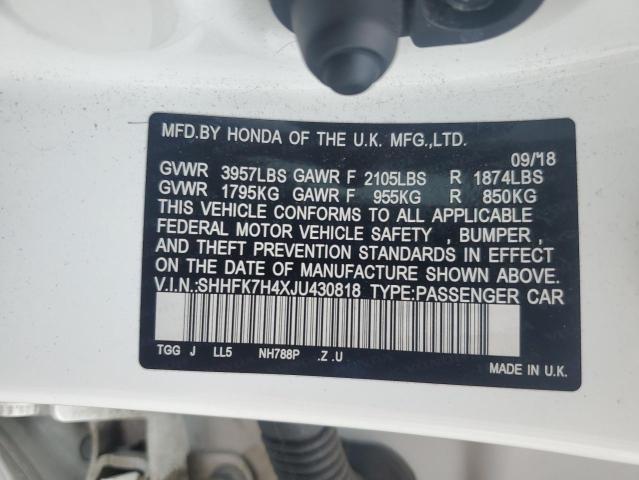 MFD.BY HONDA OF THE U.K. MFG.,LTD.
09/18
GVWR 3957LBS GAWR F 2105LBS R 1874LBS
GVWR 1795KG GAWR F 955KG R 850KG
THIS VEHICLE CONFORMS TO ALL APPLICABLE
FEDERAL MOTOR VEHICLE SAFETY , BUMPER ,
AND THEFT PREVENTION STANDARDS IN EFFECT
ON THE DATE OF MANUFACTURE SHOWN ABOVE.
V.I.N.:SHHFK7H4XJU430818 TYPE:PASSENGER CAR
TGG J LL5 NH788P .Z .U
MADE IN U.K.